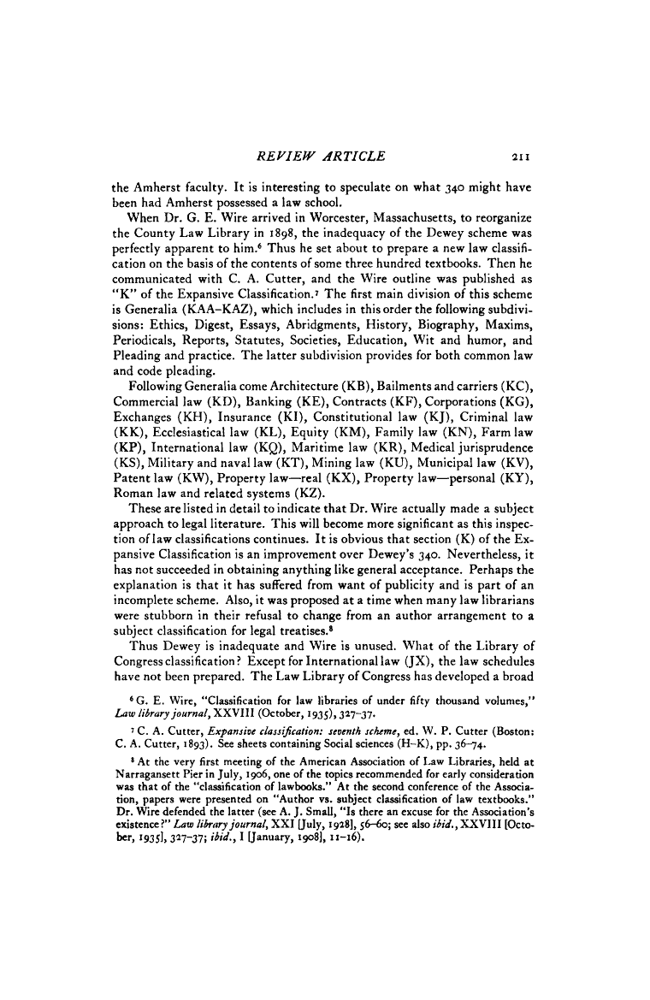 REVIEW ARTICLE 211
the Amherst faculty. It is interesting to speculate on what 340 might have
been had Amherst possessed a law school.
When Dr. G. E. Wire arrived in Worcester, Massachusetts, to reorganize
the County Law Library in 1898, the inadequacy of the Dewey scheme was
perfectly apparent to him.⁶ Thus he set about to prepare a new law classifi-
cation on the basis of the contents of some three hundred textbooks. Then he
communicated with C. A. Cutter, and the Wire outline was published as
"K" of the Expansive Classification.⁷ The first main division of this scheme
is Generalia (KAA–KAZ), which includes in this order the following subdivi-
sions: Ethics, Digest, Essays, Abridgments, History, Biography, Maxims,
Periodicals, Reports, Statutes, Societies, Education, Wit and humor, and
Pleading and practice. The latter subdivision provides for both common law
and code pleading.
Following Generalia come Architecture (KB), Bailments and carriers (KC),
Commercial law (KD), Banking (KE), Contracts (KF), Corporations (KG),
Exchanges (KH), Insurance (KI), Constitutional law (KJ), Criminal law
(KK), Ecclesiastical law (KL), Equity (KM), Family law (KN), Farm law
(KP), International law (KQ), Maritime law (KR), Medical jurisprudence
(KS), Military and naval law (KT), Mining law (KU), Municipal law (KV),
Patent law (KW), Property law—real (KX), Property law—personal (KY),
Roman law and related systems (KZ).
These are listed in detail to indicate that Dr. Wire actually made a subject
approach to legal literature. This will become more significant as this inspec-
tion of law classifications continues. It is obvious that section (K) of the Ex-
pansive Classification is an improvement over Dewey's 340. Nevertheless, it
has not succeeded in obtaining anything like general acceptance. Perhaps the
explanation is that it has suffered from want of publicity and is part of an
incomplete scheme. Also, it was proposed at a time when many law librarians
were stubborn in their refusal to change from an author arrangement to a
subject classification for legal treatises.⁸
Thus Dewey is inadequate and Wire is unused. What of the Library of
Congress classification? Except for International law (JX), the law schedules
have not been prepared. The Law Library of Congress has developed a broad
⁶ G. E. Wire, "Classification for law libraries of under fifty thousand volumes,"
Law library journal, XXVIII (October, 1935), 327–37.
⁷ C. A. Cutter, Expansive classification: seventh scheme, ed. W. P. Cutter (Boston:
C. A. Cutter, 1893). See sheets containing Social sciences (H–K), pp. 36–74.
⁸ At the very first meeting of the American Association of Law Libraries, held at
Narragansett Pier in July, 1906, one of the topics recommended for early consideration
was that of the "classification of lawbooks." At the second conference of the Associa-
tion, papers were presented on "Author vs. subject classification of law textbooks."
Dr. Wire defended the latter (see A. J. Small, "Is there an excuse for the Association's
existence?" Law library journal, XXI [July, 1928], 56–60; see also ibid., XXVIII [Octo-
ber, 1935], 327–37; ibid., I [January, 1908], 11–16).